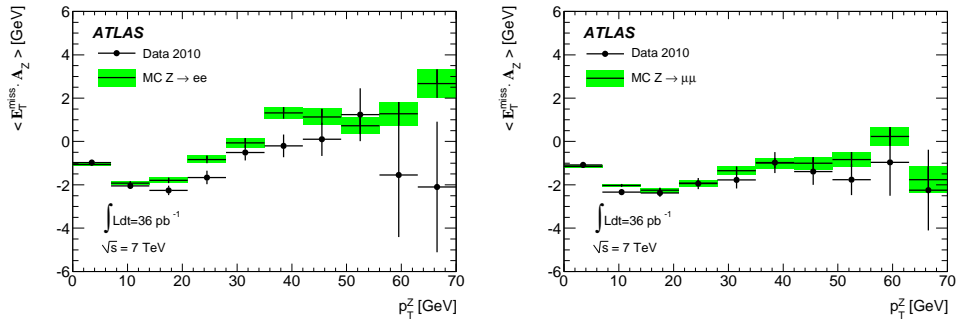 < E_T^miss · A_Z > [GeV]
6
4
2
0
-2
-4
-6
ATLAS
Data 2010
MC Z → ee
∫ Ldt=36 pb^-1
√s = 7 TeV
0 10 20 30 40 50 60 70
p_T^Z [GeV]
< E_T^miss · A_Z > [GeV]
6
4
2
0
-2
-4
-6
ATLAS
Data 2010
MC Z → μμ
∫ Ldt=36 pb^-1
√s = 7 TeV
0 10 20 30 40 50 60 70
p_T^Z [GeV]